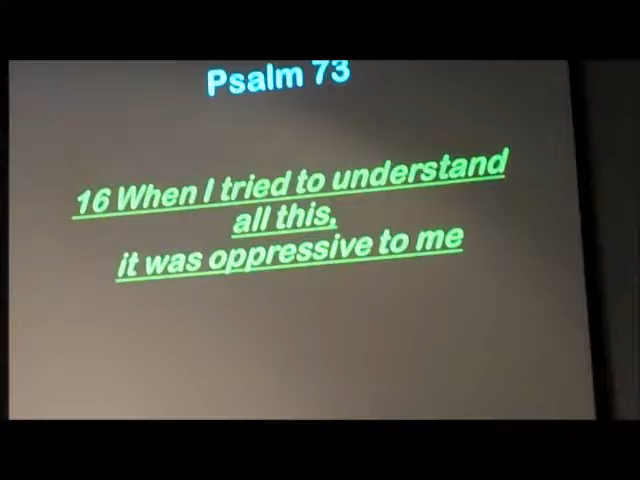 Psalm 73
16 When I tried to understand
all this,
it was oppressive to me